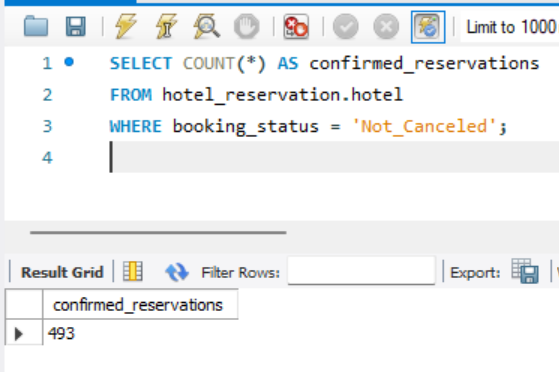 Limit to 1000
1 SELECT COUNT(*) AS confirmed_reservations
2 FROM hotel_reservation.hotel
3 WHERE booking_status = 'Not_Canceled';
4
Result Grid Filter Rows: Export:
confirmed_reservations
493